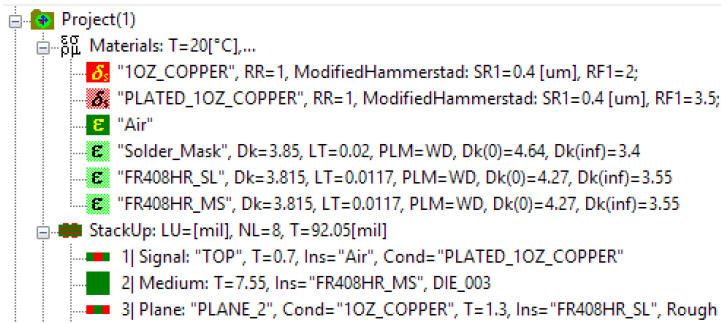 Project(1)
εσ
ρμ Materials: T=20[°C],...
δs "1OZ_COPPER", RR=1, ModifiedHammerstad: SR1=0.4 [um], RF1=2;
δs "PLATED_1OZ_COPPER", RR=1, ModifiedHammerstad: SR1=0.4 [um], RF1=3.5;
ε "Air"
ε "Solder_Mask", Dk=3.85, LT=0.02, PLM=WD, Dk(0)=4.64, Dk(inf)=3.4
ε "FR408HR_SL", Dk=3.815, LT=0.0117, PLM=WD, Dk(0)=4.27, Dk(inf)=3.55
ε "FR408HR_MS", Dk=3.815, LT=0.0117, PLM=WD, Dk(0)=4.27, Dk(inf)=3.55
StackUp: LU=[mil], NL=8, T=92.05[mil]
1| Signal: "TOP", T=0.7, Ins="Air", Cond="PLATED_1OZ_COPPER"
2| Medium: T=7.55, Ins="FR408HR_MS", DIE_003
3| Plane: "PLANE_2", Cond="1OZ_COPPER", T=1.3, Ins="FR408HR_SL", Rough